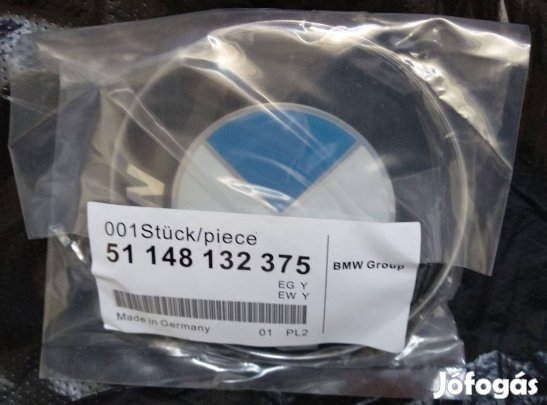 W
001Stück/piece
51 148 132 375
BMW Group
EG Y
EW Y
Made in Germany 01 PL2
Jófogás